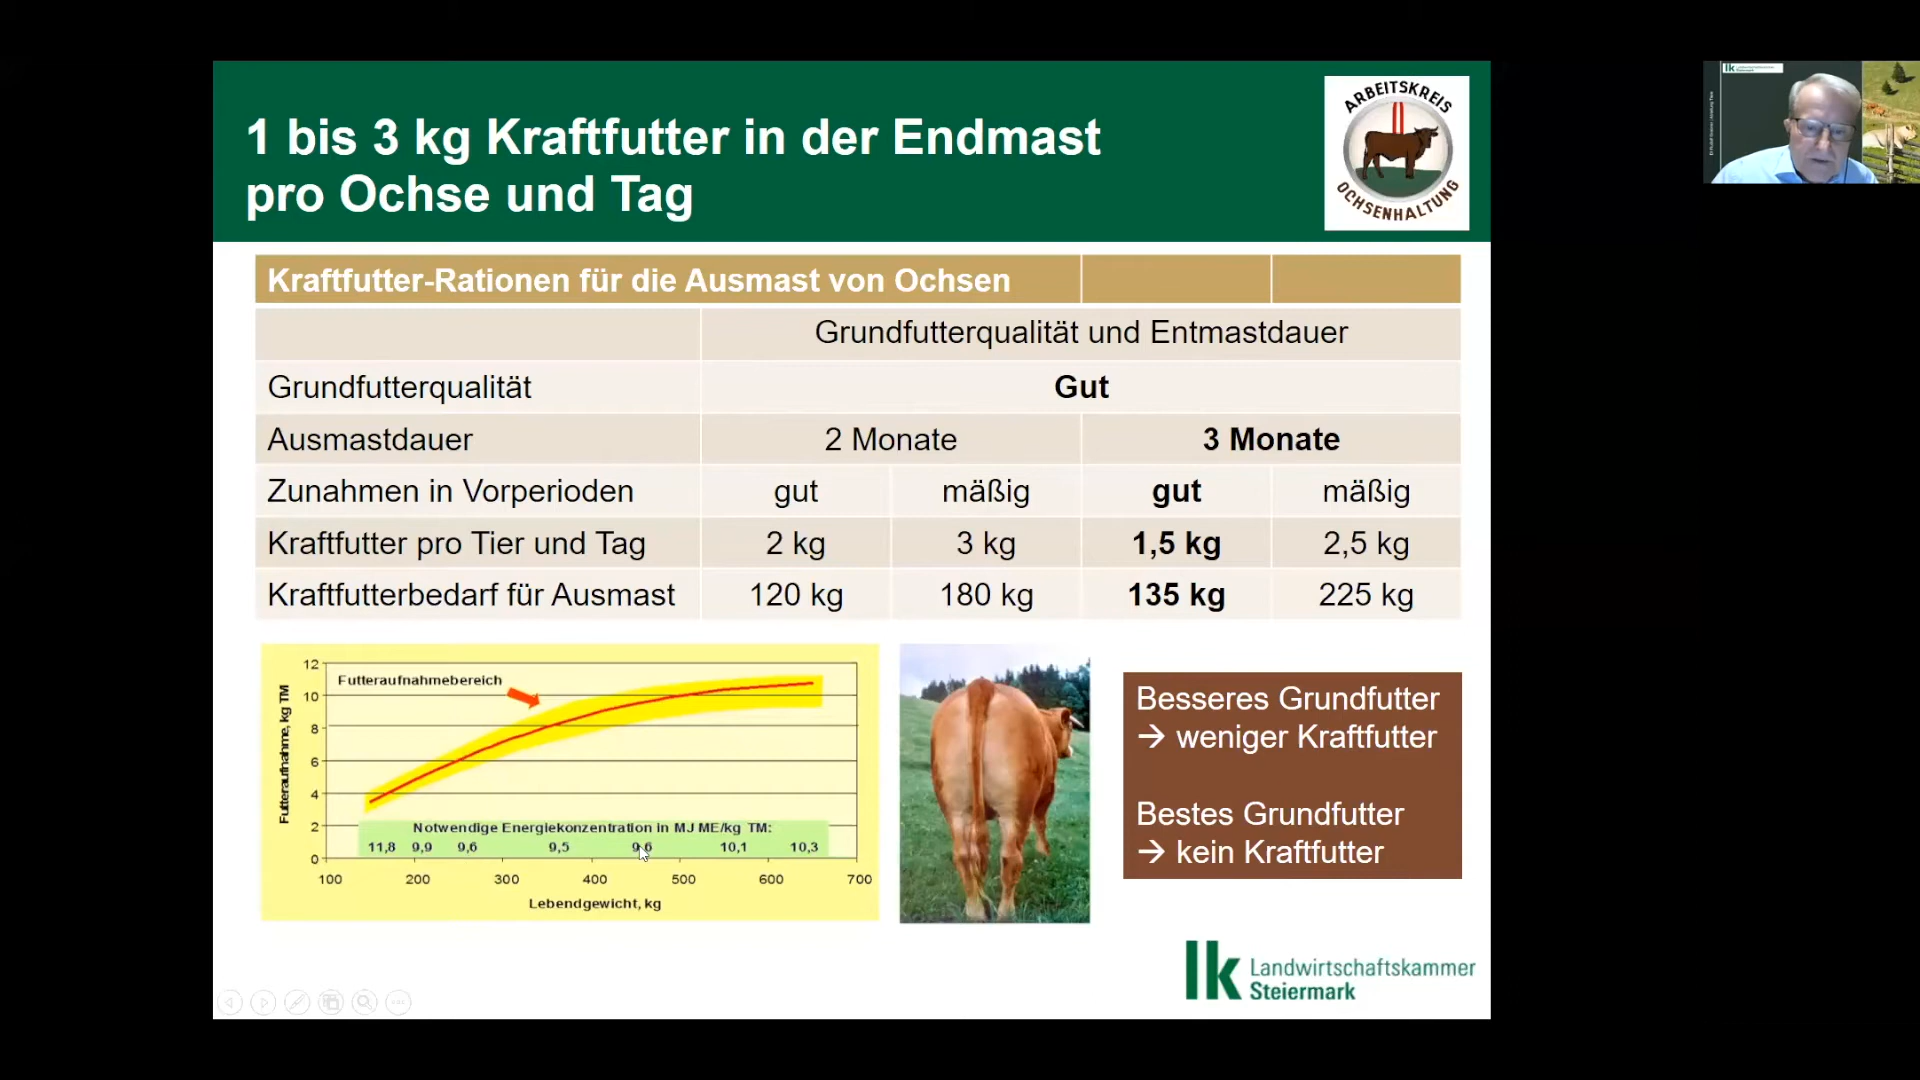 1 bis 3 kg Kraftfutter in der Endmast
pro Ochse und Tag
ARBEITSKREIS
OCHSENHALTUNG
Kraftfutter-Rationen für die Ausmast von Ochsen
Grundfutterqualität und Entmastdauer
Grundfutterqualität Gut
Ausmastdauer 2 Monate 3 Monate
Zunahmen in Vorperioden gut mäßig gut mäßig
Kraftfutter pro Tier und Tag 2 kg 3 kg 1,5 kg 2,5 kg
Kraftfutterbedarf für Ausmast 120 kg 180 kg 135 kg 225 kg
Futteraufnahme, kg TM
12
10
8
6
4
2
0
Futteraufnahmebereich
Notwendige Energiekonzentration in MJ ME/kg TM:
11,8 9,9 9,6 9,5 9,6 10,1 10,3
100 200 300 400 500 600 700
Lebendgewicht, kg
Besseres Grundfutter
→ weniger Kraftfutter
Bestes Grundfutter
→ kein Kraftfutter
lk Landwirtschaftskammer
Steiermark
lk